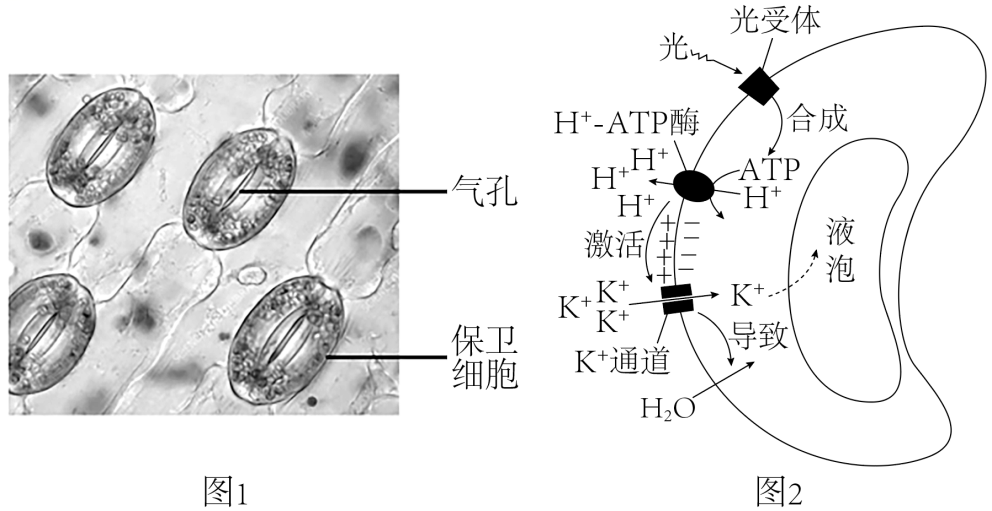 气孔
保卫
细胞
图1
光受体
光
合成
H⁺-ATP酶
H⁺
H⁺
H⁺
ATP
H⁺
激活
+ −
+ −
+ −
+ −
液
泡
K⁺
K⁺
K⁺
K⁺
导致
K⁺通道
H₂O
图2